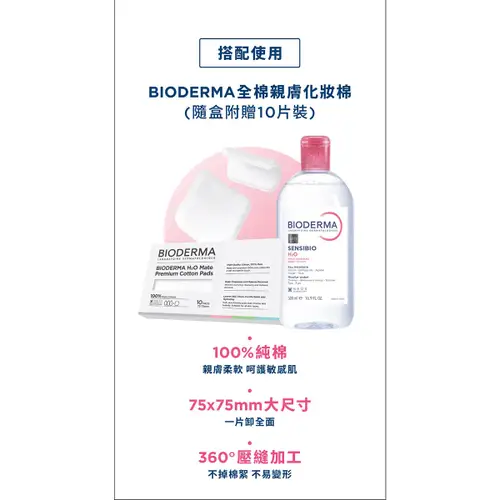 搭配使用
BIODERMA全棉親膚化妝棉
(隨盒附贈10片裝)
BIODERMA
BIODERMA H₂O Mate
Premium Cotton Pads
100%
10
BIODERMA
SENSIBIO
H₂O
100%純棉
親膚柔軟 呵護敏感肌
75x75mm大尺寸
一片卸全面
360°壓縫加工
不掉棉絮 不易變形